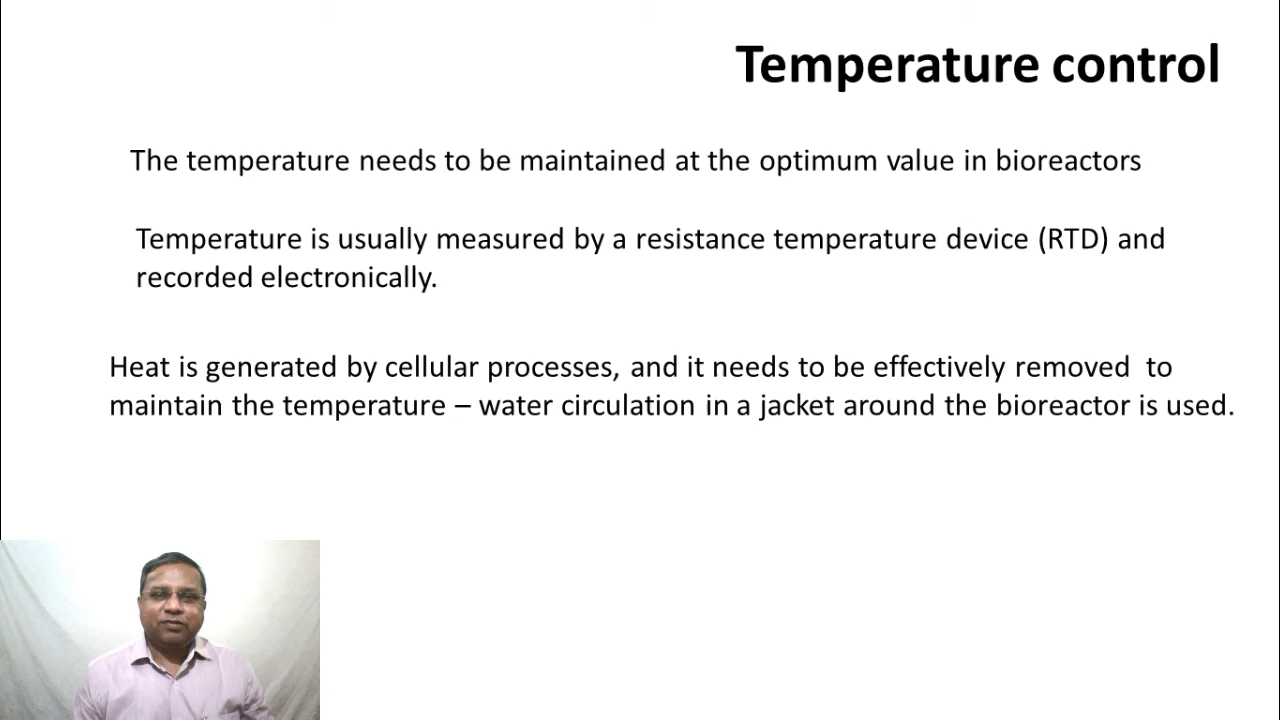 Temperature control
The temperature needs to be maintained at the optimum value in bioreactors
Temperature is usually measured by a resistance temperature device (RTD) and
recorded electronically.
Heat is generated by cellular processes, and it needs to be effectively removed  to
maintain the temperature – water circulation in a jacket around the bioreactor is used.